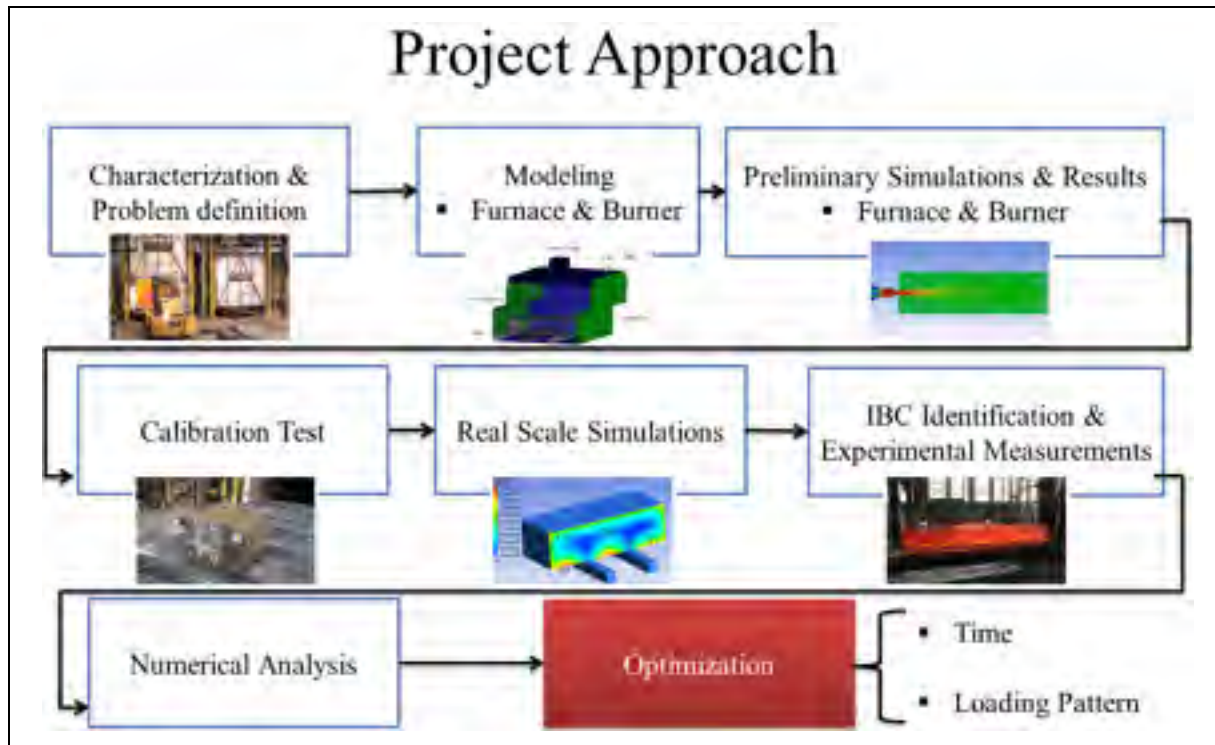 Project Approach
Characterization &
Problem definition
Modeling
▪ Furnace & Burner
Preliminary Simulations & Results
▪ Furnace & Burner
Calibration Test
Real Scale Simulations
IBC Identification &
Experimental Measurements
Numerical Analysis
Optimization
▪ Time
▪ Loading Pattern